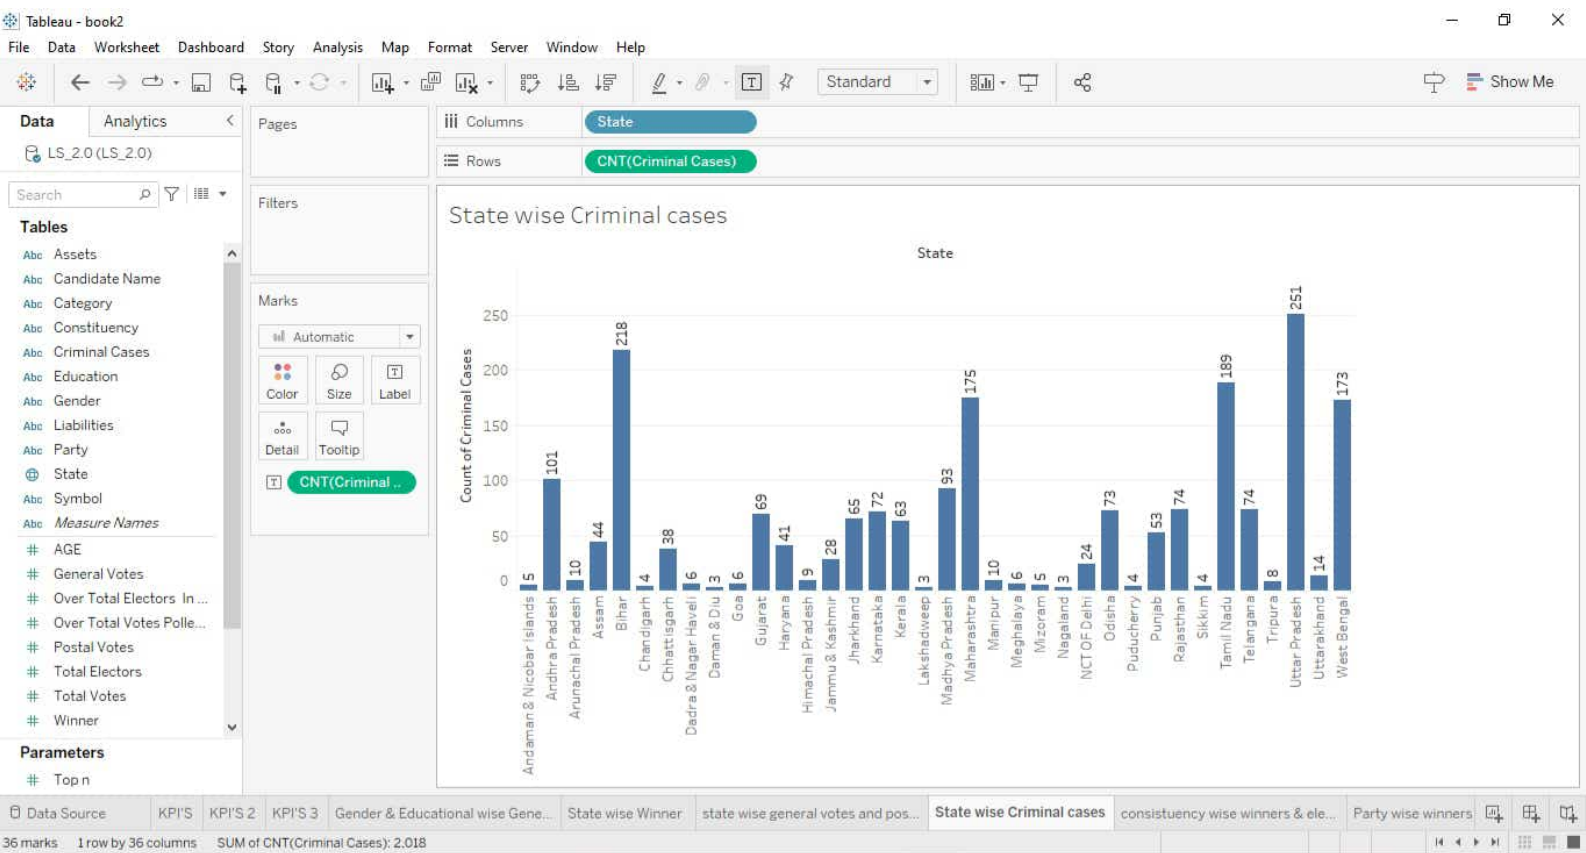 Tableau - book2
File Data Worksheet Dashboard Story Analysis Map Format Server Window Help
Standard
Show Me
Data Analytics
LS_2.0 (LS_2.0)
Search
Tables
Abc Assets
Abc Candidate Name
Abc Category
Abc Constituency
Abc Criminal Cases
Abc Education
Abc Gender
Abc Liabilities
Abc Party
State
Abc Symbol
Abc Measure Names
# AGE
# General Votes
# Over Total Electors In ...
# Over Total Votes Polle...
# Postal Votes
# Total Electors
# Total Votes
# Winner
Parameters
# Top n
Pages
Filters
Marks
Automatic
Color Size Label
Detail Tooltip
CNT(Criminal ..
Columns State
Rows CNT(Criminal Cases)
State wise Criminal cases
State
Count of Criminal Cases
250
200
150
100
50
0
5
101
10
44
218
4
38
6
3
6
69
41
9
28
65
72
63
3
93
175
10
6
5
3
24
73
4
53
74
4
189
74
8
251
14
173
Andaman & Nicobar Islands
Andhra Pradesh
Arunachal Pradesh
Assam
Bihar
Chandigarh
Chhattisgarh
Dadra & Nagar Haveli
Daman & Diu
Goa
Gujarat
Haryana
Himachal Pradesh
Jammu & Kashmir
Jharkhand
Karnataka
Kerala
Lakshadweep
Madhya Pradesh
Maharashtra
Manipur
Meghalaya
Mizoram
Nagaland
NCT OF Delhi
Odisha
Puducherry
Punjab
Rajasthan
Sikkim
Tamil Nadu
Telangana
Tripura
Uttar Pradesh
Uttarakhand
West Bengal
Data Source KPI'S KPI'S 2 KPI'S 3 Gender & Educational wise Gene... State wise Winner state wise general votes and pos... State wise Criminal cases consistuency wise winners & ele... Party wise winners
36 marks 1 row by 36 columns SUM of CNT(Criminal Cases): 2,018